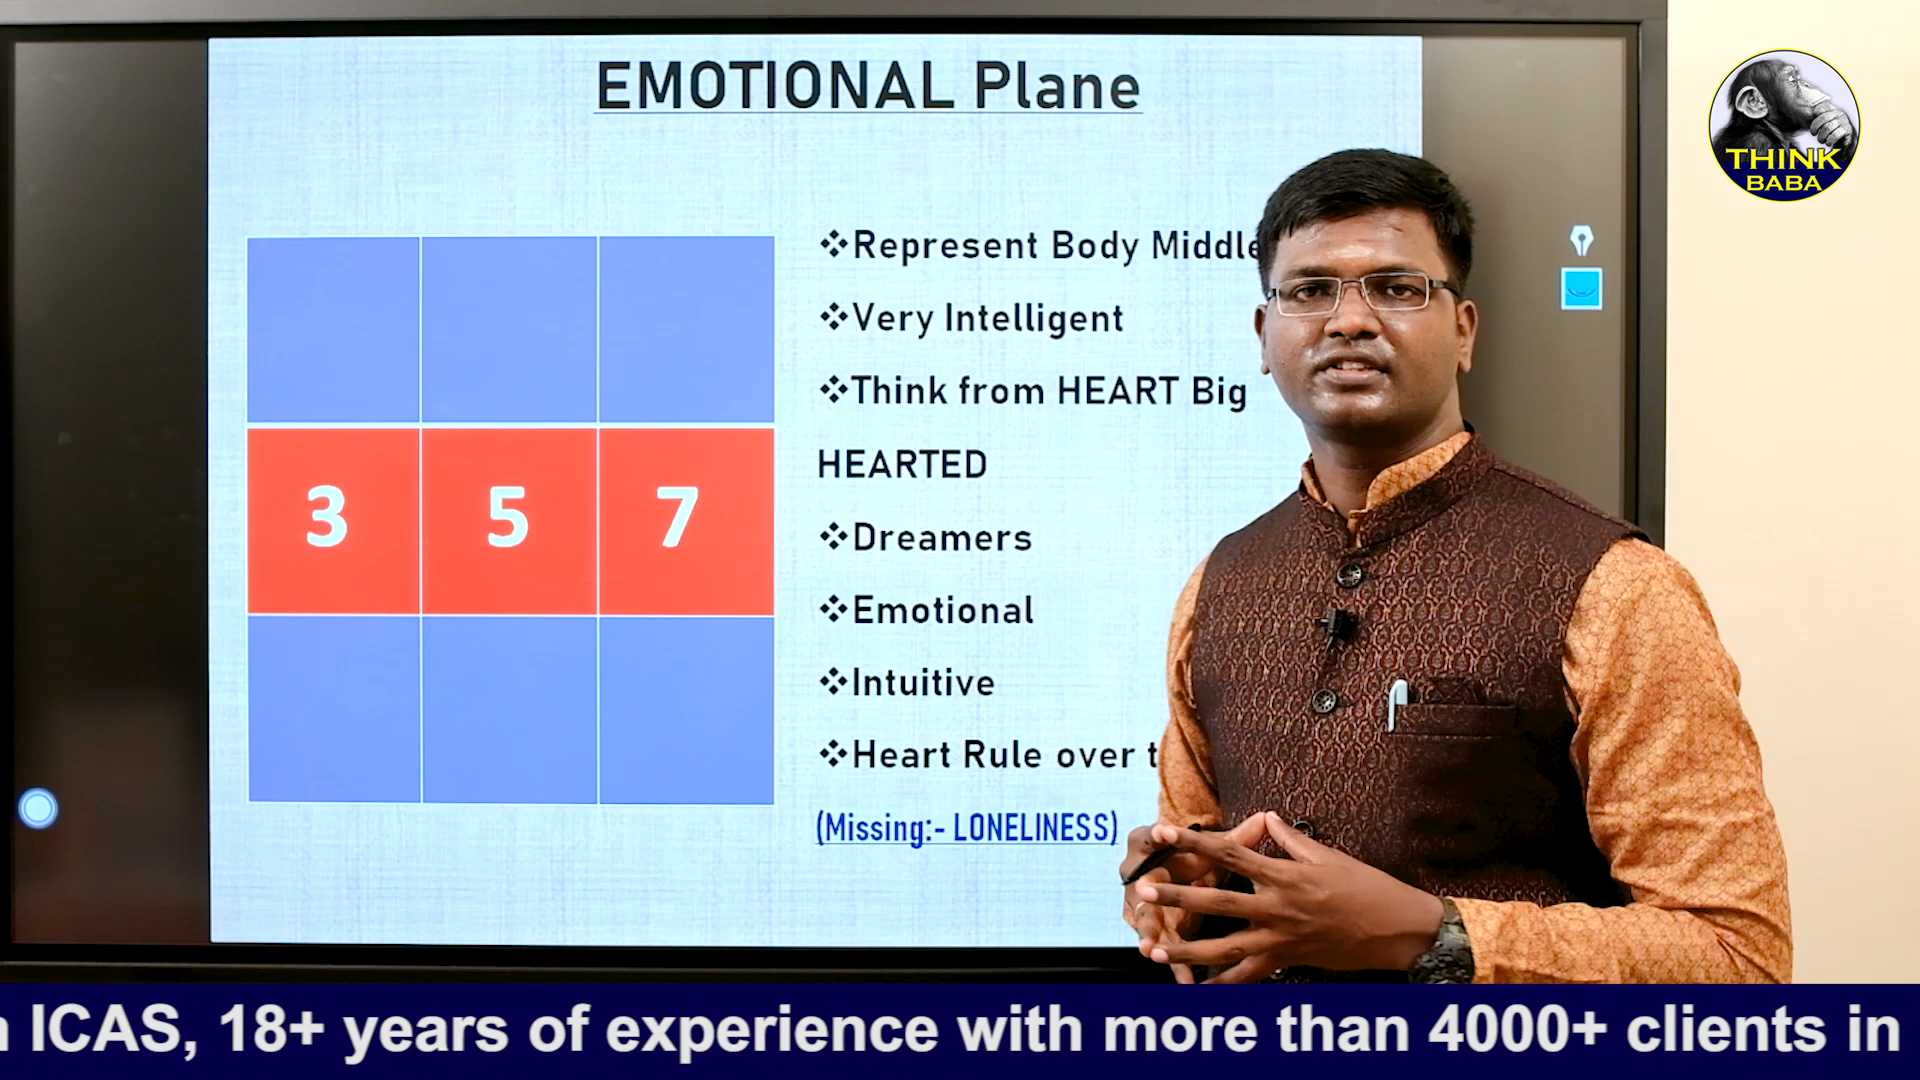 EMOTIONAL Plane
THINK
BABA
❖Represent Body Middle
❖Very Intelligent
❖Think from HEART Big
HEARTED
❖Dreamers
❖Emotional
❖Intuitive
❖Heart Rule over
(Missing:- LONELINESS)
3 5 7
ICAS, 18+ years of experience with more than 4000+ clients in